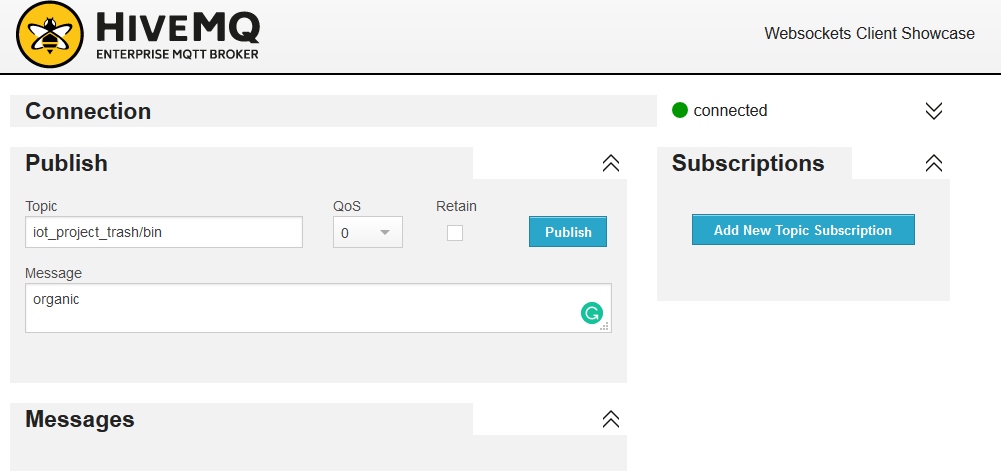 HIVEMQ
ENTERPRISE MQTT BROKER
Websockets Client Showcase
Connection
connected
Publish
Subscriptions
Topic QoS Retain
iot_project_trash/bin 0 Publish
Add New Topic Subscription
Message
organic
Messages